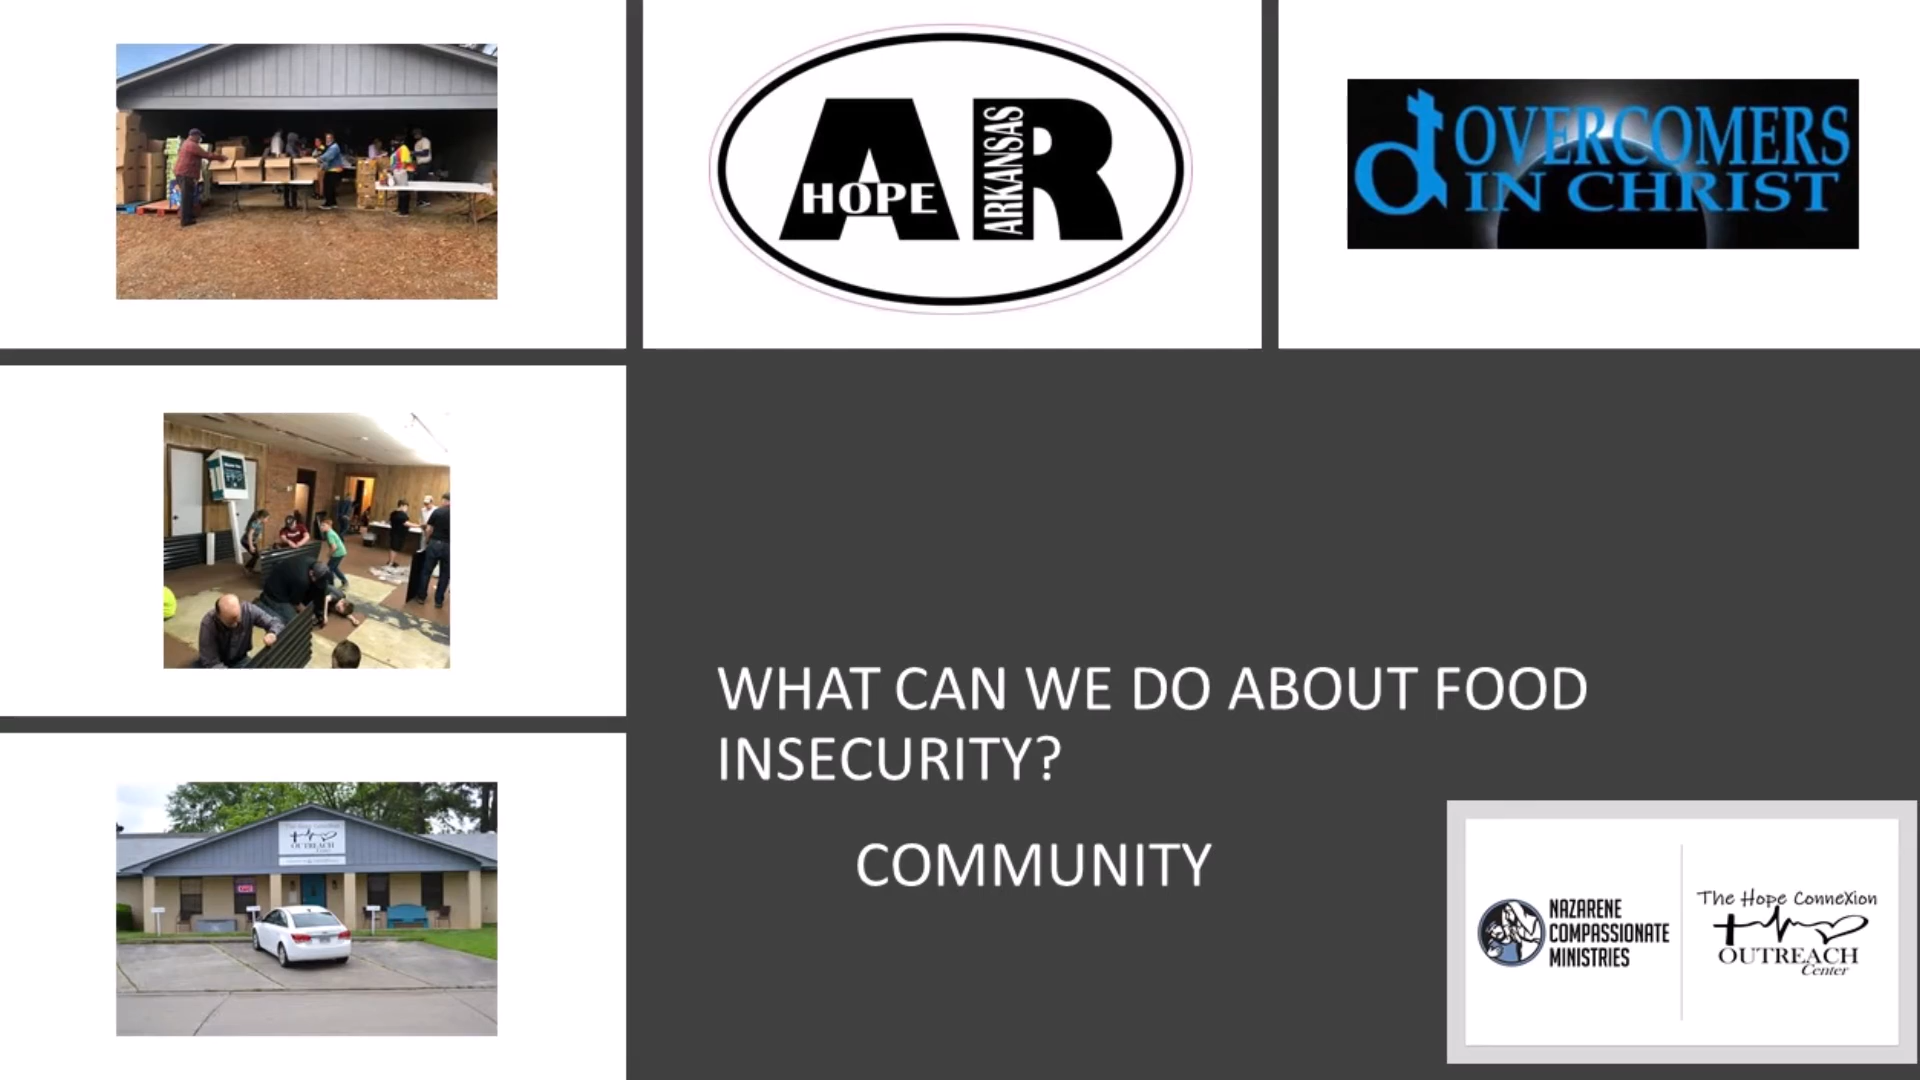 HOPE
ARKANSAS
AR
OVERCOMERS
IN CHRIST
WHAT CAN WE DO ABOUT FOOD
INSECURITY?
COMMUNITY
OUTREACH
NAZARENE
COMPASSIONATE
MINISTRIES
The Hope ConneXion
OUTREACH
Center